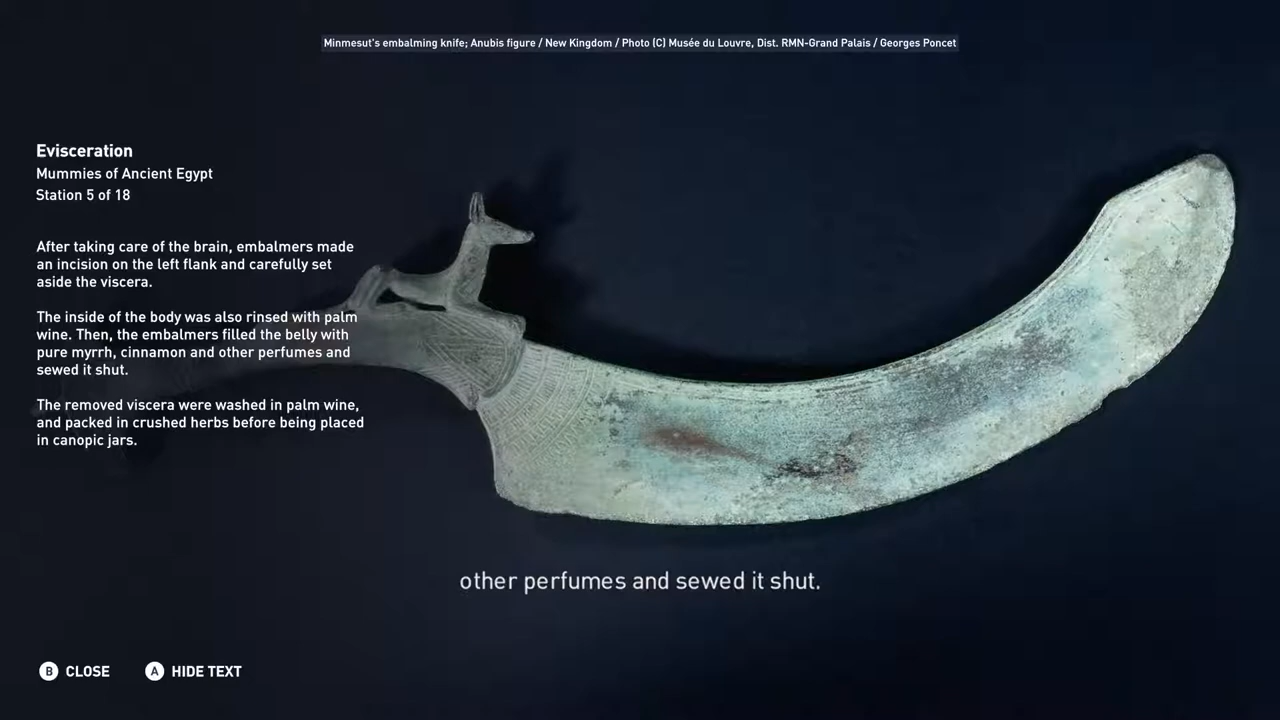 Minmesut's embalming knife; Anubis figure / New Kingdom / Photo (C) Musée du Louvre, Dist. RMN-Grand Palais / Georges Poncet
Evisceration
Mummies of Ancient Egypt
Station 5 of 18
After taking care of the brain, embalmers made
an incision on the left flank and carefully set
aside the viscera.
The inside of the body was also rinsed with palm
wine. Then, the embalmers filled the belly with
pure myrrh, cinnamon and other perfumes and
sewed it shut.
The removed viscera were washed in palm wine,
and packed in crushed herbs before being placed
in canopic jars.
other perfumes and sewed it shut.
B CLOSE A HIDE TEXT